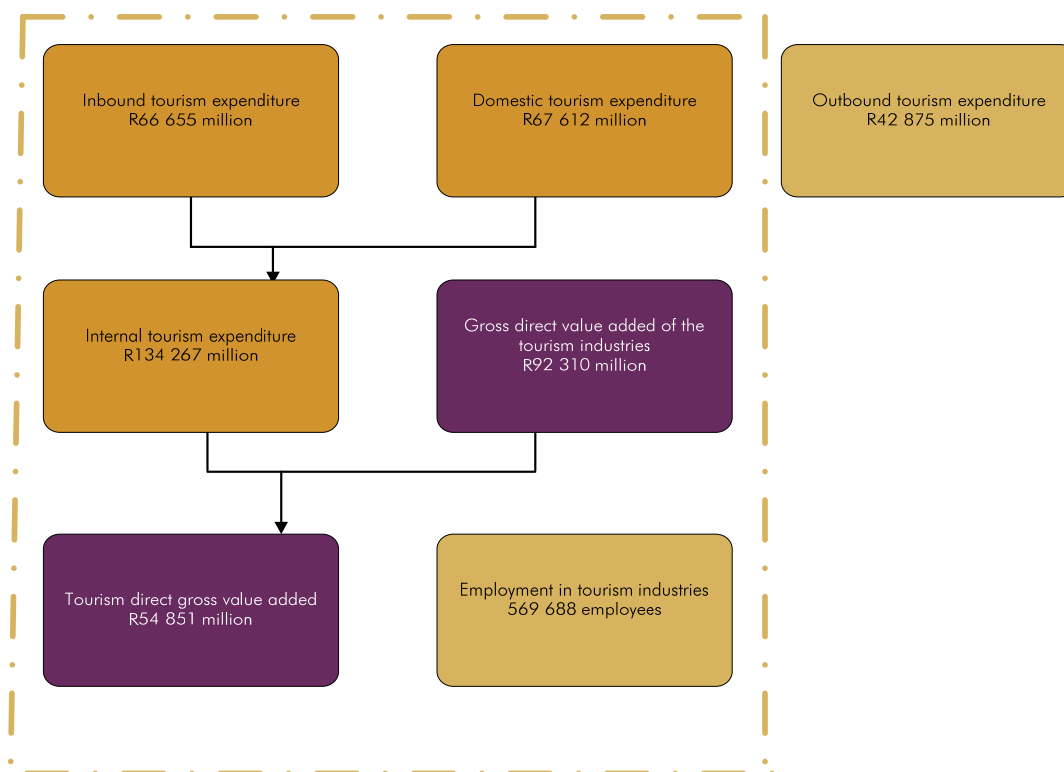 Inbound tourism expenditure
R66 655 million
Domestic tourism expenditure
R67 612 million
Outbound tourism expenditure
R42 875 million
Internal tourism expenditure
R134 267 million
Gross direct value added of the
tourism industries
R92 310 million
Tourism direct gross value added
R54 851 million
Employment in tourism industries
569 688 employees